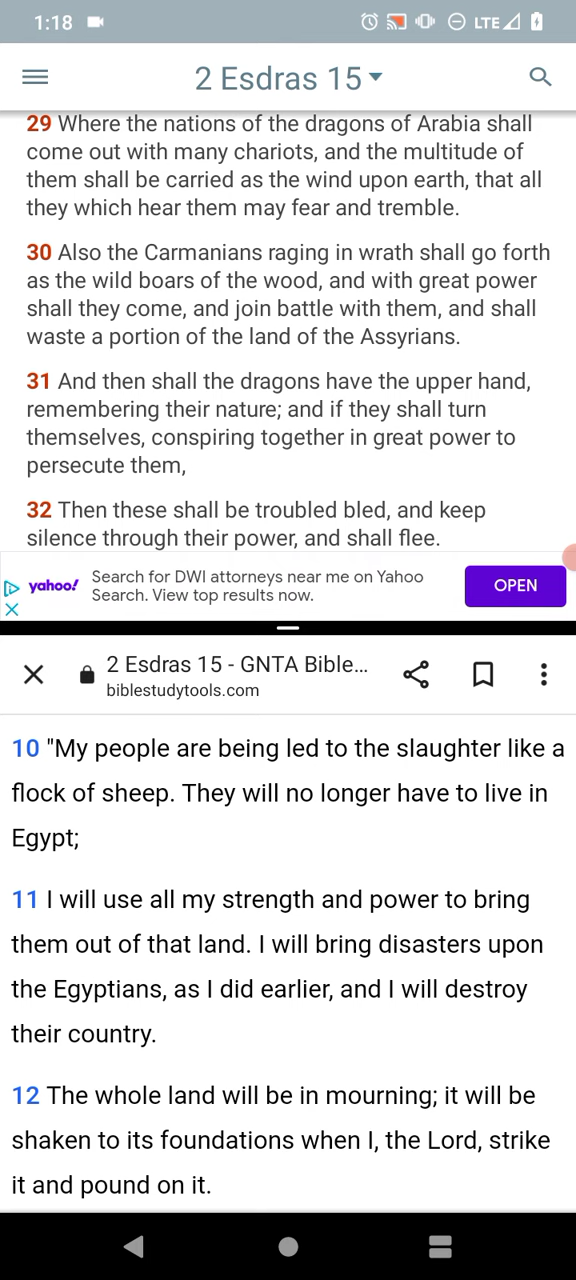 1:18
LTE
2 Esdras 15
29 Where the nations of the dragons of Arabia shall
come out with many chariots, and the multitude of
them shall be carried as the wind upon earth, that all
they which hear them may fear and tremble.
30 Also the Carmanians raging in wrath shall go forth
as the wild boars of the wood, and with great power
shall they come, and join battle with them, and shall
waste a portion of the land of the Assyrians.
31 And then shall the dragons have the upper hand,
remembering their nature; and if they shall turn
themselves, conspiring together in great power to
persecute them,
32 Then these shall be troubled bled, and keep
silence through their power, and shall flee.
yahoo!
Search for DWI attorneys near me on Yahoo
Search. View top results now.
OPEN
2 Esdras 15 - GNTA Bible...
biblestudytools.com
10 "My people are being led to the slaughter like a
flock of sheep. They will no longer have to live in
Egypt;
11 I will use all my strength and power to bring
them out of that land. I will bring disasters upon
the Egyptians, as I did earlier, and I will destroy
their country.
12 The whole land will be in mourning; it will be
shaken to its foundations when I, the Lord, strike
it and pound on it.